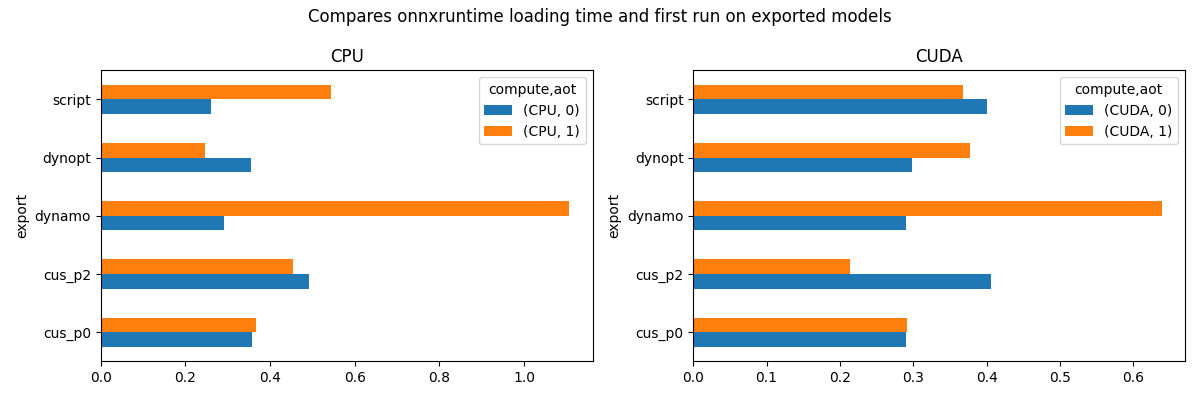 Compares onnxruntime loading time and first run on exported models
CPU
export
script
dynopt
dynamo
cus_p2
cus_p0
compute,aot
(CPU, 0)
(CPU, 1)
0.0 0.2 0.4 0.6 0.8 1.0
CUDA
export
script
dynopt
dynamo
cus_p2
cus_p0
compute,aot
(CUDA, 0)
(CUDA, 1)
0.0 0.1 0.2 0.3 0.4 0.5 0.6